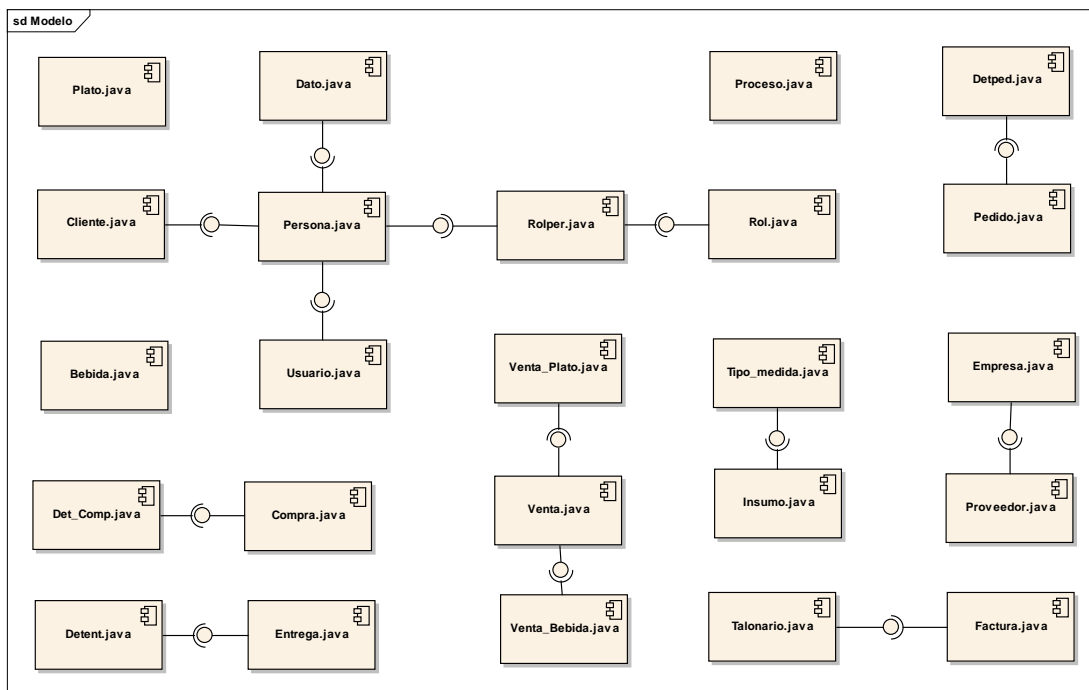 sd Modelo
Plato.java
Dato.java
Proceso.java
Detped.java
Cliente.java
Persona.java
Rolper.java
Rol.java
Pedido.java
Bebida.java
Usuario.java
Venta_Plato.java
Tipo_medida.java
Empresa.java
Det_Comp.java
Compra.java
Venta.java
Insumo.java
Proveedor.java
Detent.java
Entrega.java
Venta_Bebida.java
Talonario.java
Factura.java